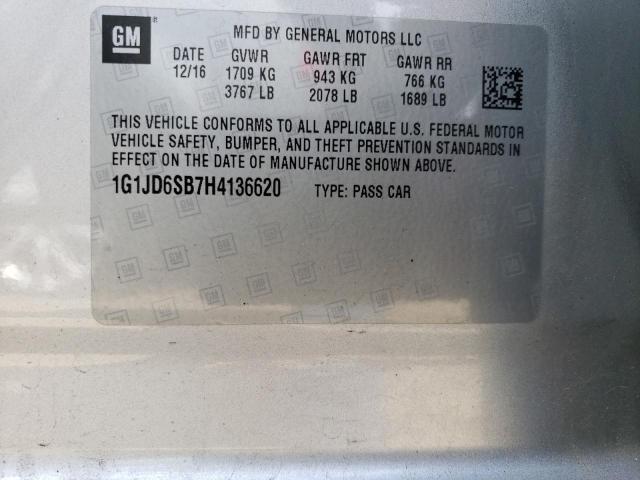 GM ®
MFD BY GENERAL MOTORS LLC
DATE GVWR GAWR FRT GAWR RR
12/16 1709 KG 943 KG 766 KG
3767 LB 2078 LB 1689 LB
THIS VEHICLE CONFORMS TO ALL APPLICABLE U.S. FEDERAL MOTOR
VEHICLE SAFETY, BUMPER, AND THEFT PREVENTION STANDARDS IN
EFFECT ON THE DATE OF MANUFACTURE SHOWN ABOVE.
1G1JD6SB7H4136620 TYPE: PASS CAR